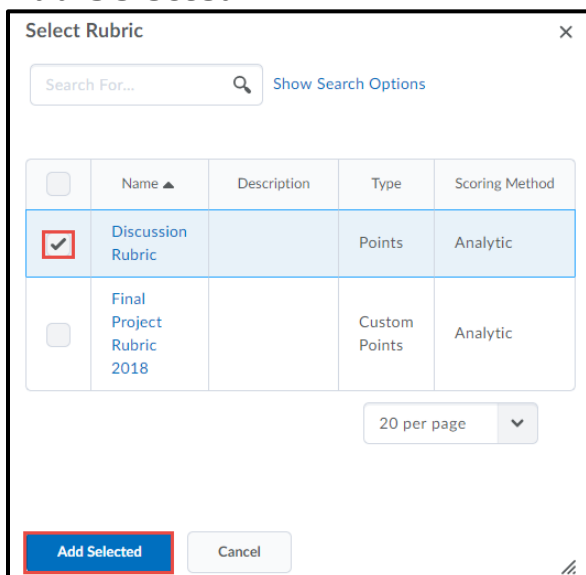 Select Rubric
Search For...
Show Search Options
Name
Description
Type
Scoring Method
Discussion
Rubric
Points
Analytic
Final
Project
Rubric
2018
Custom
Points
Analytic
20 per page
Add Selected
Cancel